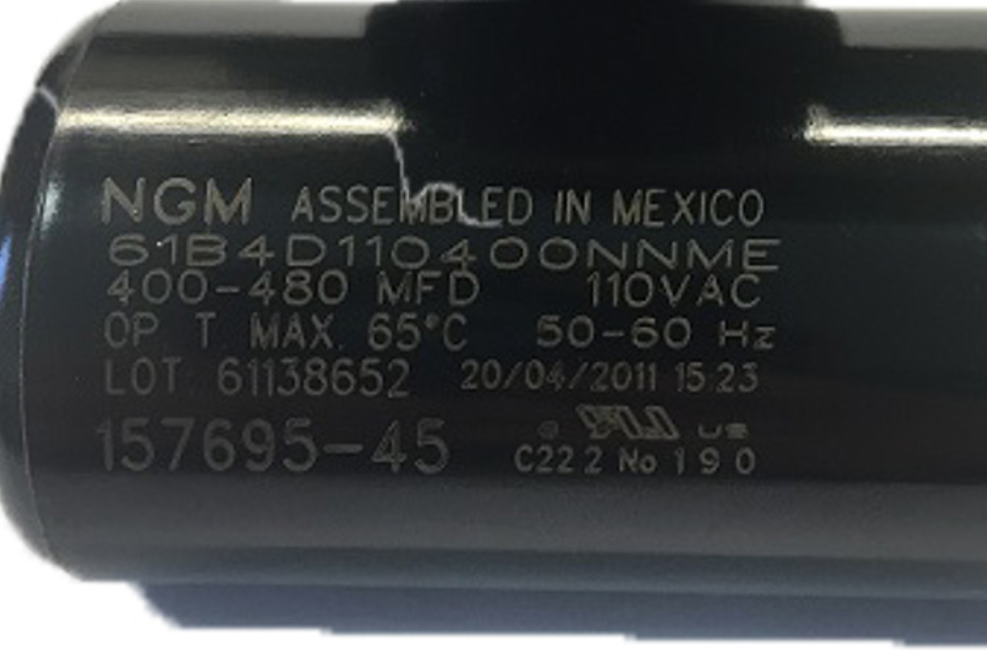 NGM ASSEMBLED IN MEXICO
61B4D110400NNME
400-480 MFD 110VAC
OP T MAX. 65°C 50-60 Hz
LOT 61138652 20/04/2011 15 23
157695-45
US
C22 2 No 190